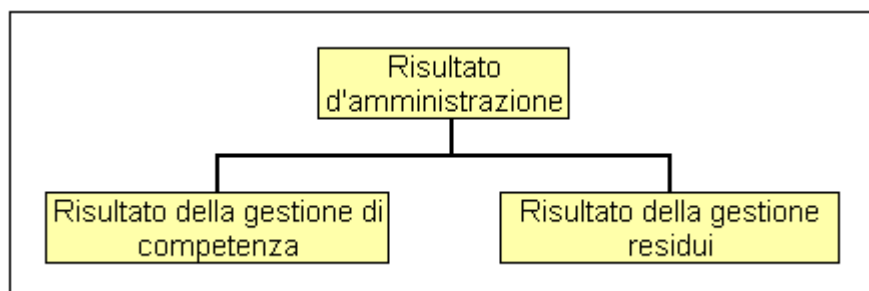 Risultato
d'amministrazione
Risultato della gestione di
competenza
Risultato della gestione
residui